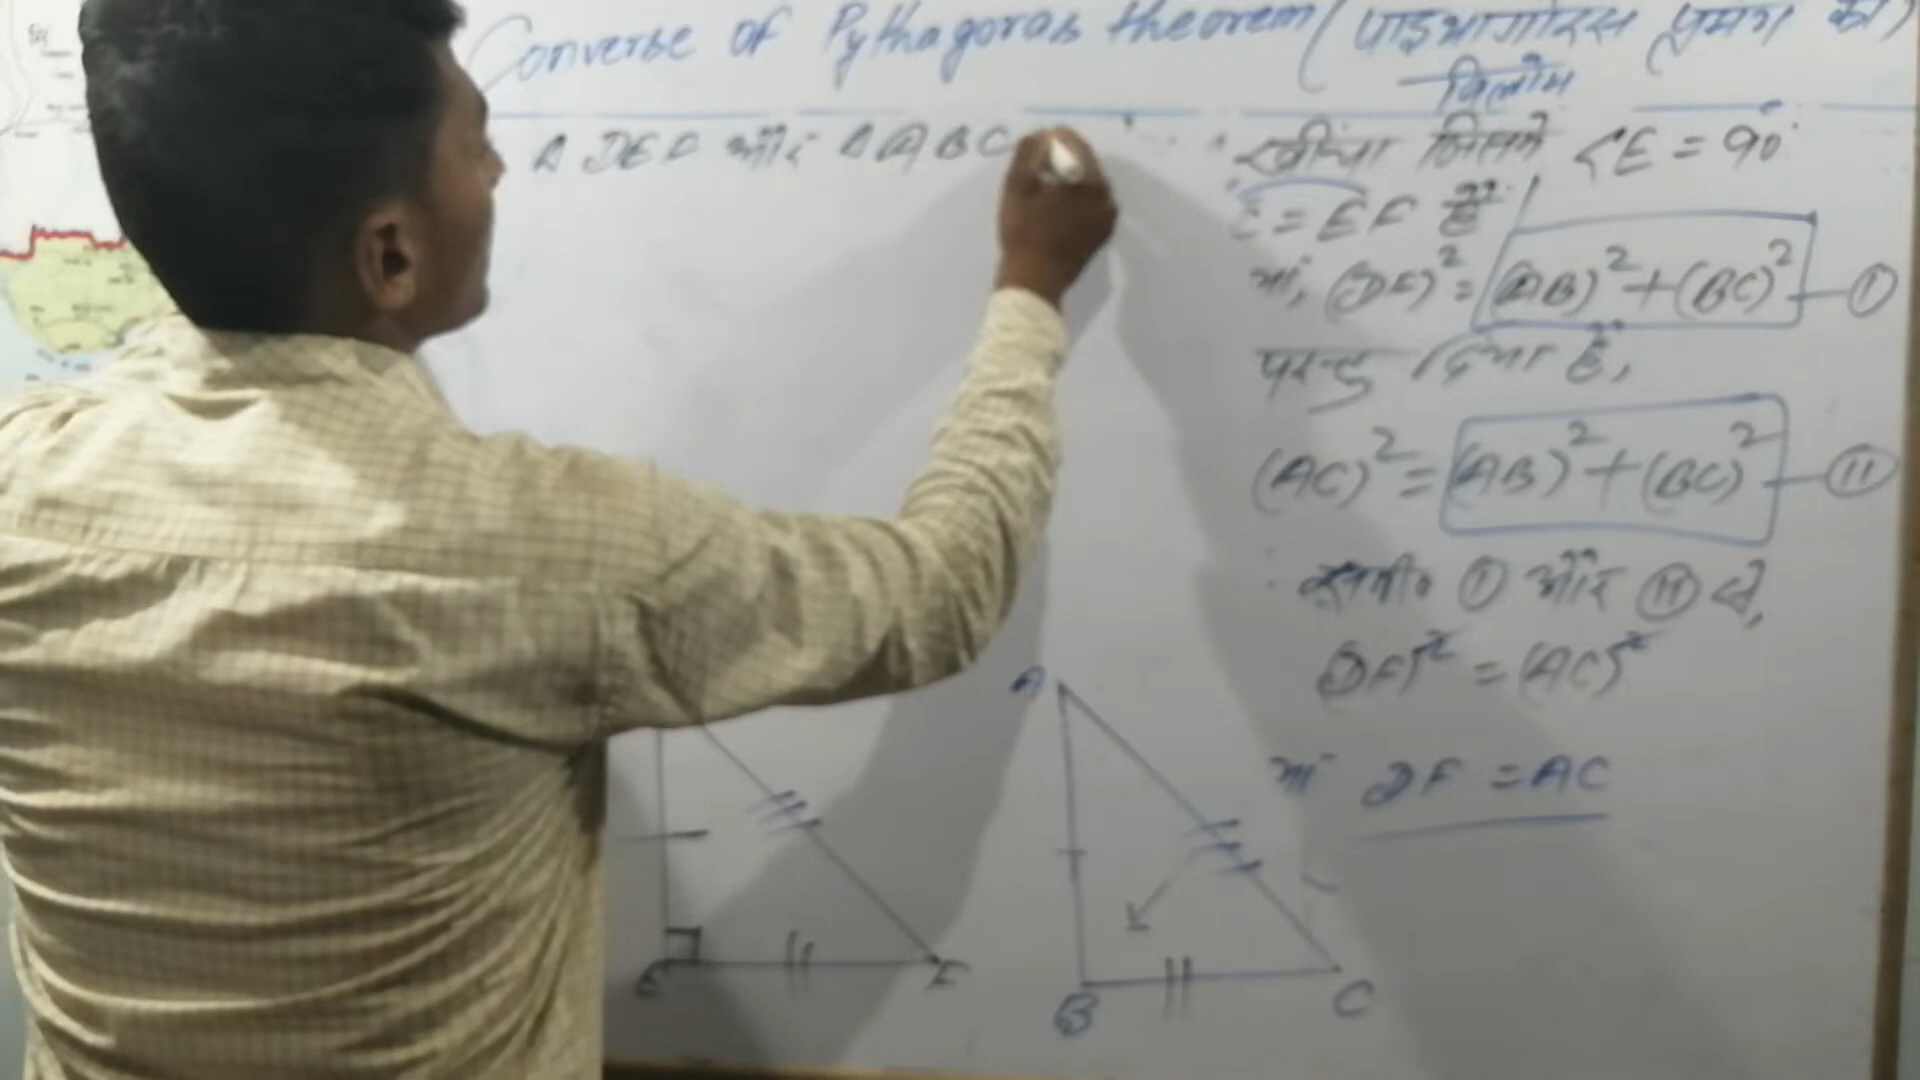 Converse of Pythagoras theorem (पाइथागोरस प्रमेय का)
विलोम
Δ DEF और Δ ABC
खींचा जिसमें ∠E = 90°
= EF है
(DF)² = (AB)² + (BC)² — ①
परन्तु दिया है,
(AC)² = (AB)² + (BC)² — ⑪
समी० ① और ⑪ से,
(DF)² = (AC)²
या DF = AC
A
E F
B C